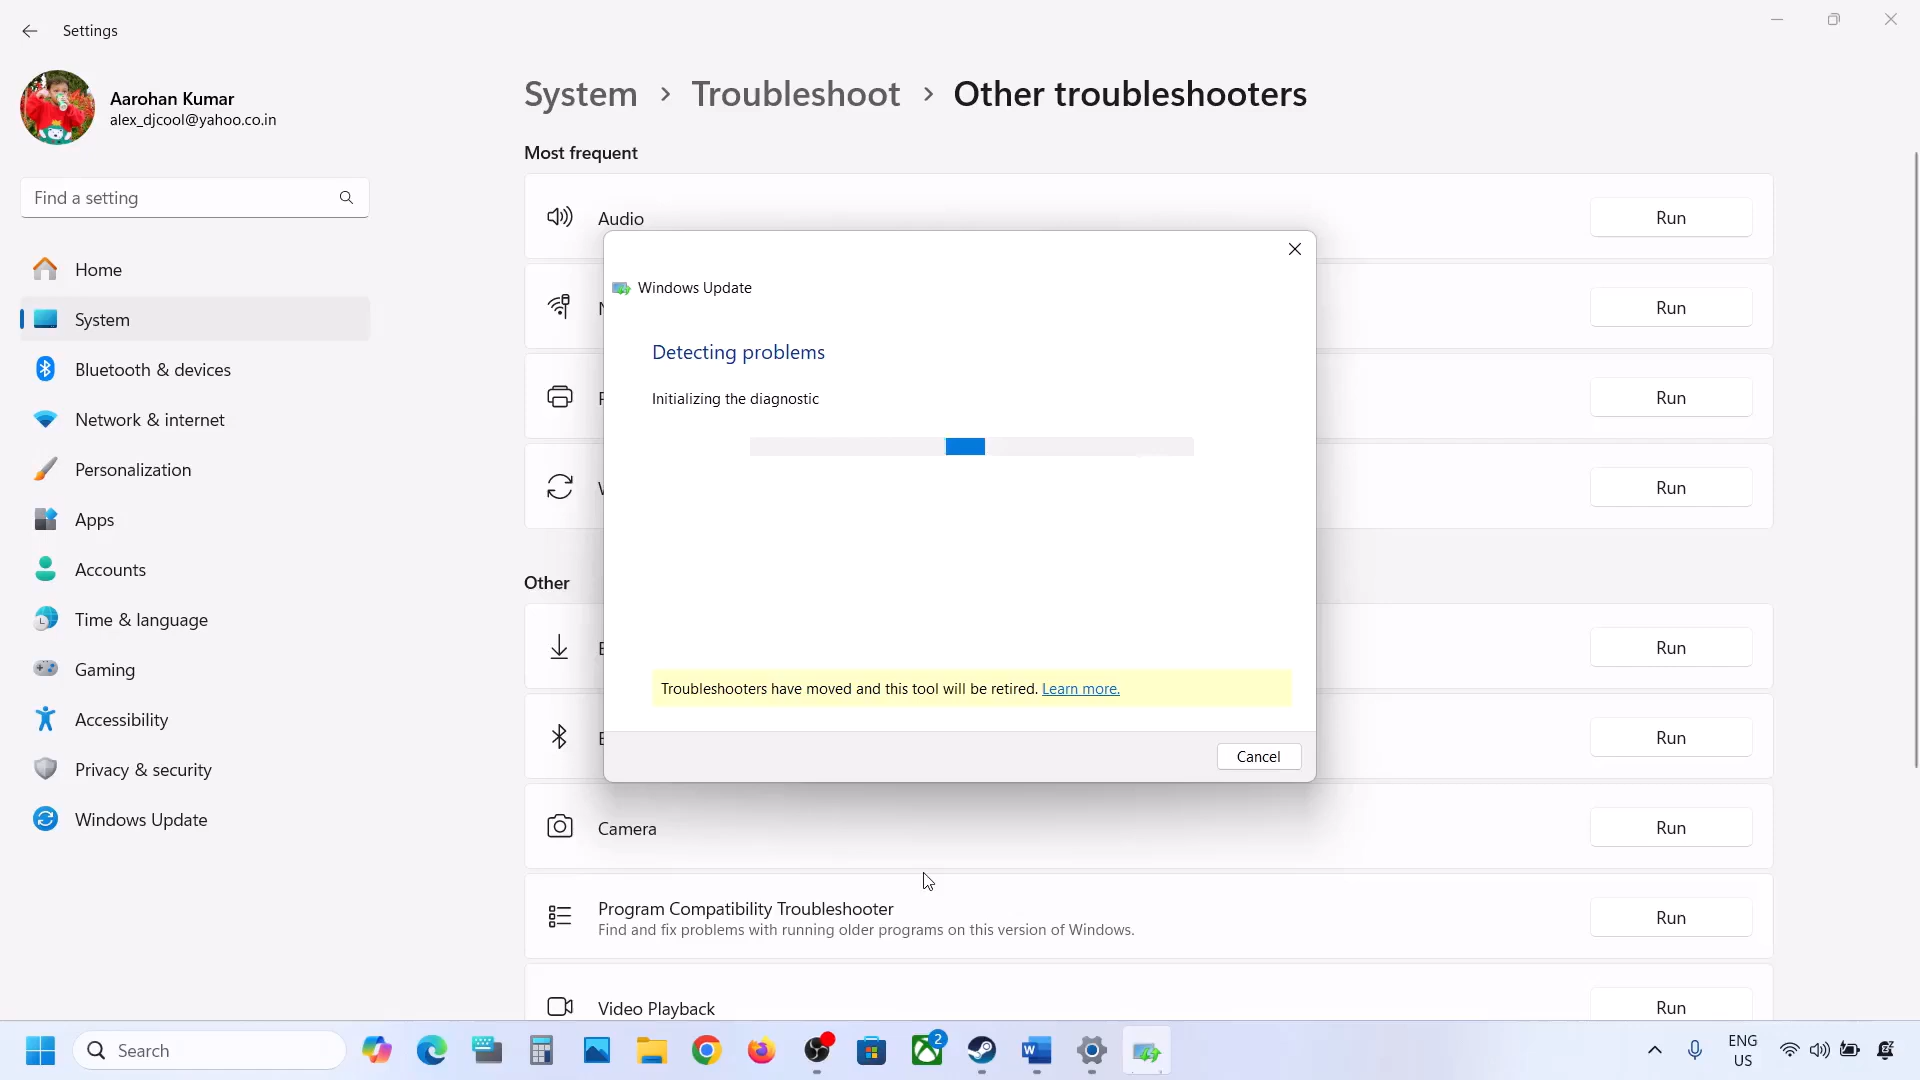 Settings
Aarohan Kumar
alex_djcool@yahoo.co.in
Find a setting
Home
System
Bluetooth & devices
Network & internet
Personalization
Apps
Accounts
Time & language
Gaming
Accessibility
Privacy & security
Windows Update
System > Troubleshoot > Other troubleshooters
Most frequent
Audio
Run
Run
Run
Run
Windows Update
Detecting problems
Initializing the diagnostic
Troubleshooters have moved and this tool will be retired. Learn more.
Cancel
Other
Run
Run
Camera
Run
Program Compatibility Troubleshooter
Find and fix problems with running older programs on this version of Windows.
Run
Video Playback
Run
Search
2
ENG
US